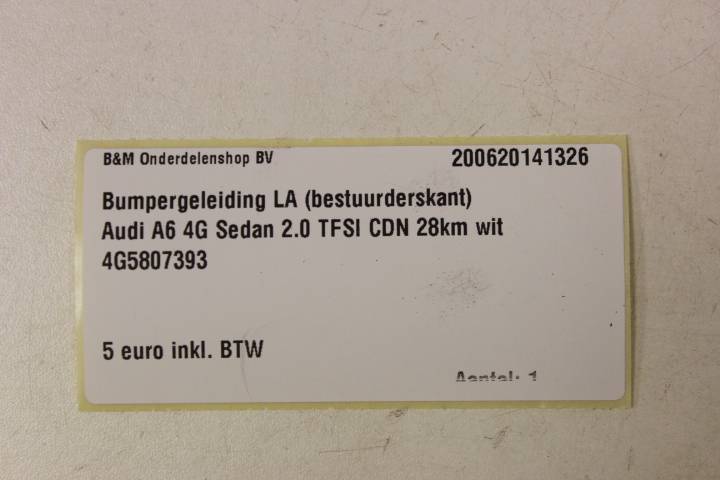 B&M Onderdelenshop BV 200620141326
Bumpergeleiding LA (bestuurderskant)
Audi A6 4G Sedan 2.0 TFSI CDN 28km wit
4G5807393
5 euro inkl. BTW
Aantal: 1